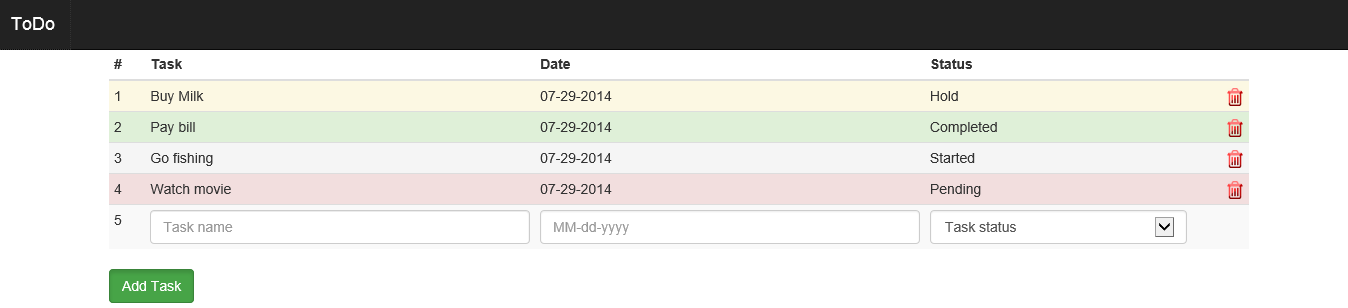 ToDo
# Task Date Status
1 Buy Milk 07-29-2014 Hold
2 Pay bill 07-29-2014 Completed
3 Go fishing 07-29-2014 Started
4 Watch movie 07-29-2014 Pending
5 Task name MM-dd-yyyy Task status
Add Task